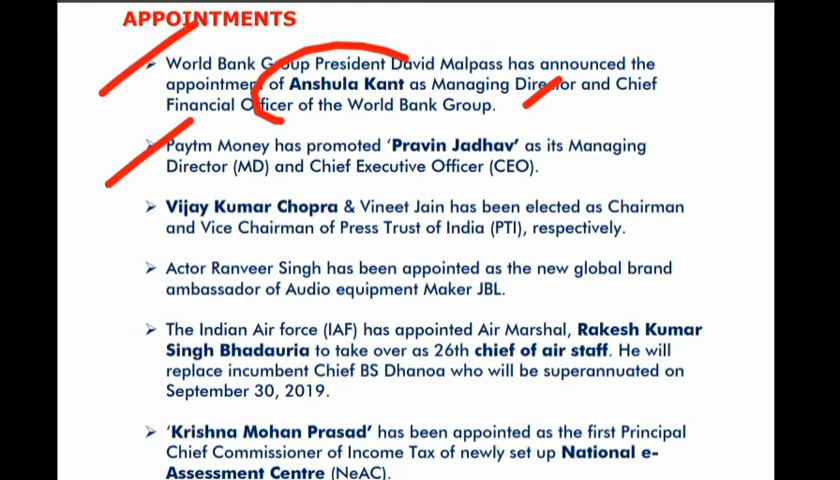 APPOINTMENTS
World Bank Group President David Malpass has announced the
appointment of Anshula Kant as Managing Director and Chief
Financial Officer of the World Bank Group.
Paytm Money has promoted ‘Pravin Jadhav’ as its Managing
Director (MD) and Chief Executive Officer (CEO).
Vijay Kumar Chopra & Vineet Jain has been elected as Chairman
and Vice Chairman of Press Trust of India (PTI), respectively.
Actor Ranveer Singh has been appointed as the new global brand
ambassador of Audio equipment Maker JBL.
The Indian Air force (IAF) has appointed Air Marshal, Rakesh Kumar
Singh Bhadauria to take over as 26th chief of air staff. He will
replace incumbent Chief BS Dhanoa who will be superannuated on
September 30, 2019.
‘Krishna Mohan Prasad’ has been appointed as the first Principal
Chief Commissioner of Income Tax of newly set up National e-
Assessment Centre (NeAC).